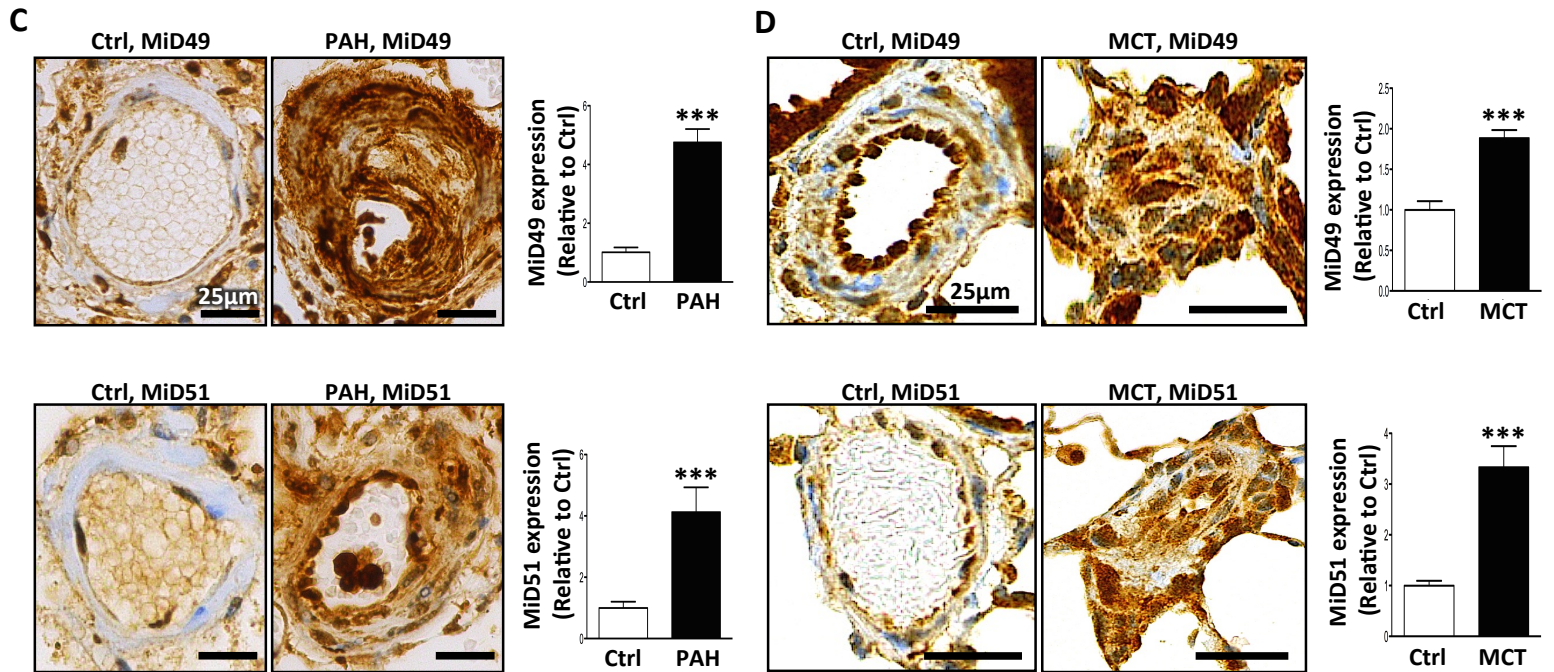 C
Ctrl, MiD49
PAH, MiD49
25µm
MiD49 expression
(Relative to Ctrl)
6
4
2
0
***
Ctrl
PAH
D
Ctrl, MiD49
MCT, MiD49
25µm
MiD49 expression
(Relative to Ctrl)
2.5
2.0
1.5
1.0
0.5
0.0
***
Ctrl
MCT
Ctrl, MiD51
PAH, MiD51
MiD51 expression
(Relative to Ctrl)
6
4
2
0
***
Ctrl
PAH
Ctrl, MiD51
MCT, MiD51
MiD51 expression
(Relative to Ctrl)
4
3
2
1
0
***
Ctrl
MCT